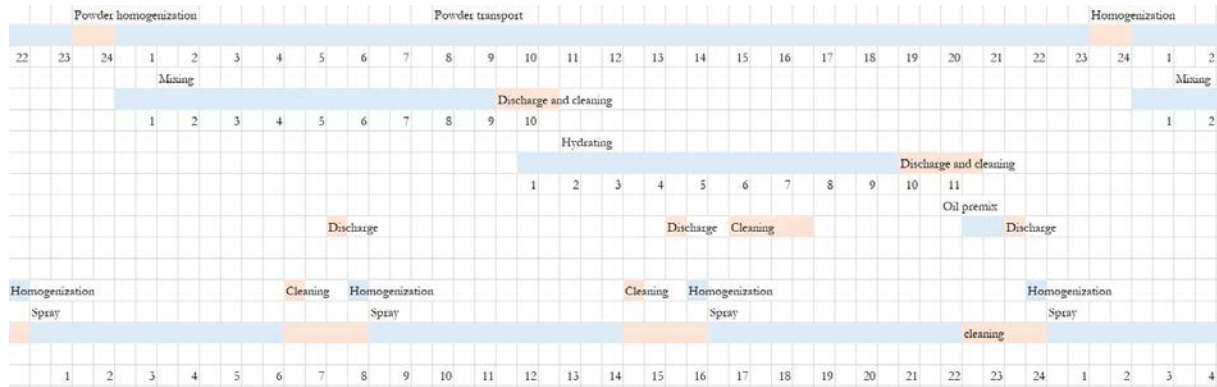 Powder homogenization Powder transport Homogenization
22 23 24 1 2 3 4 5 6 7 8 9 10 11 12 13 14 15 16 17 18 19 20 21 22 23 24 1 2
Mixing Mixing
Discharge and cleaning
1 2 3 4 5 6 7 8 9 10 1 2
Hydrating
Discharge and cleaning
1 2 3 4 5 6 7 8 9 10 11
Oil premix
Discharge Discharge Cleaning Discharge
Homogenization Cleaning Homogenization Cleaning Homogenization Homogenization
Spray Spray Spray Spray
cleaning
1 2 3 4 5 6 7 8 9 10 11 12 13 14 15 16 17 18 19 20 21 22 23 24 1 2 3 4